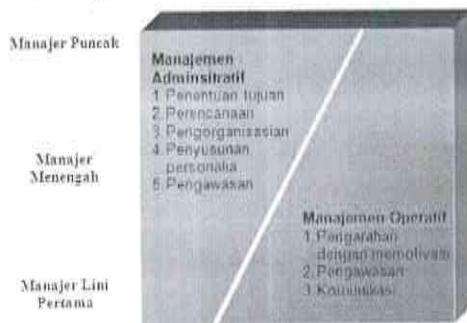 Manajer Puncak
Manajemen
Adminsitratif
1. Penentuan tujuan
2. Perencanaan
3. Pengorganisasian
4. Penyusunan
personalia
5. Pengawasan
Manajer
Menengah
Manajemen Operatif
1. Pengarahan
dengan memotivasi
2. Pengawasan
3. Komunikasi
Manajer Lini
Pertama